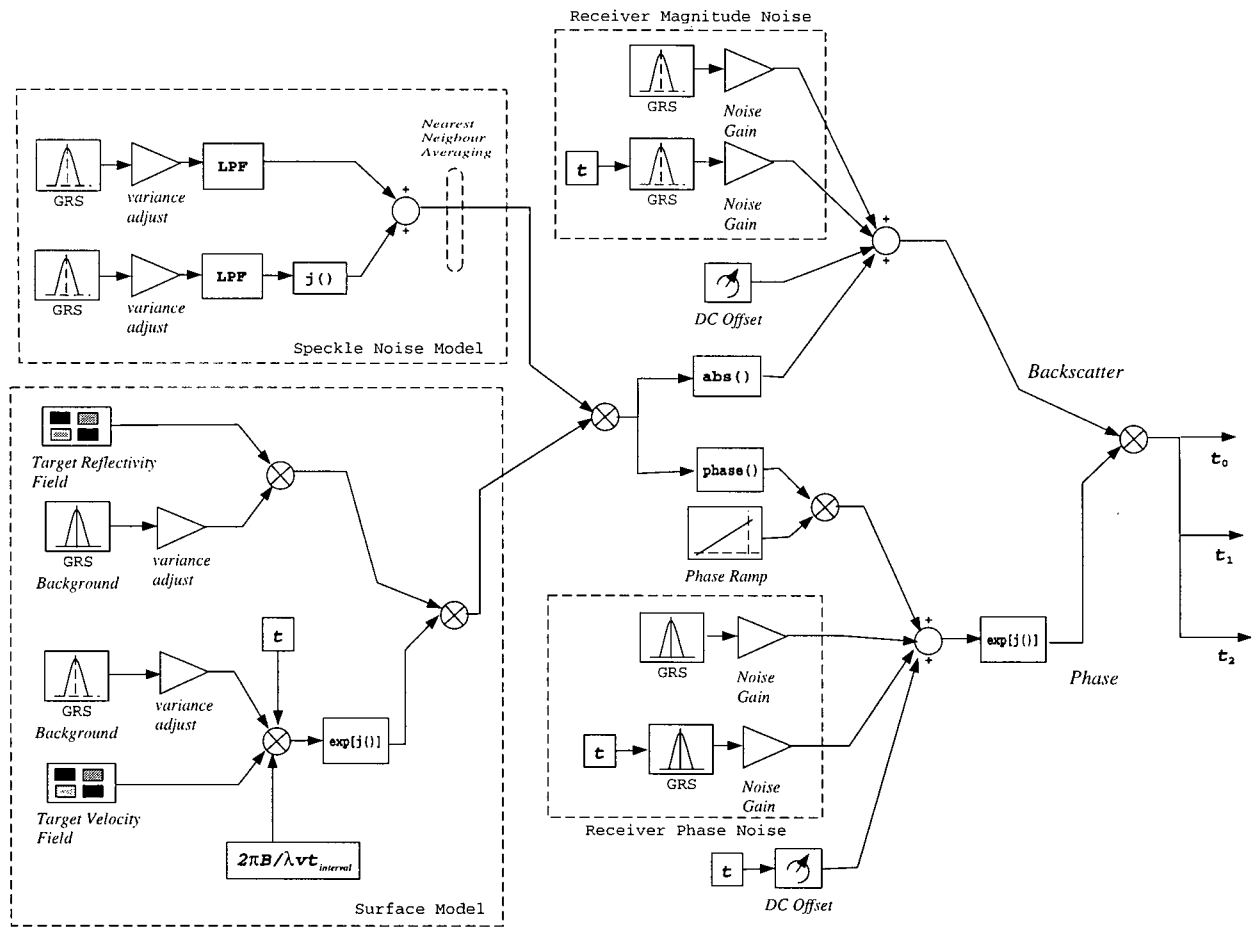 Receiver Magnitude Noise
GRS
Noise
Gain
t
GRS
Noise
Gain
+
+
DC Offset
Nearest
Neighbour
Averaging
GRS
variance
adjust
LPF
+
+
GRS
variance
adjust
LPF
j()
Speckle Noise Model
abs()
Backscatter
Target Reflectivity
Field
GRS
Background
variance
adjust
phase()
Phase Ramp
t0
t1
t2
t
GRS
Background
variance
adjust
exp[j()]
Target Velocity
Field
2πB/λvt interval
Surface Model
GRS
Noise
Gain
+
+
exp[j()]
Phase
t
GRS
Noise
Gain
Receiver Phase Noise
t
DC Offset